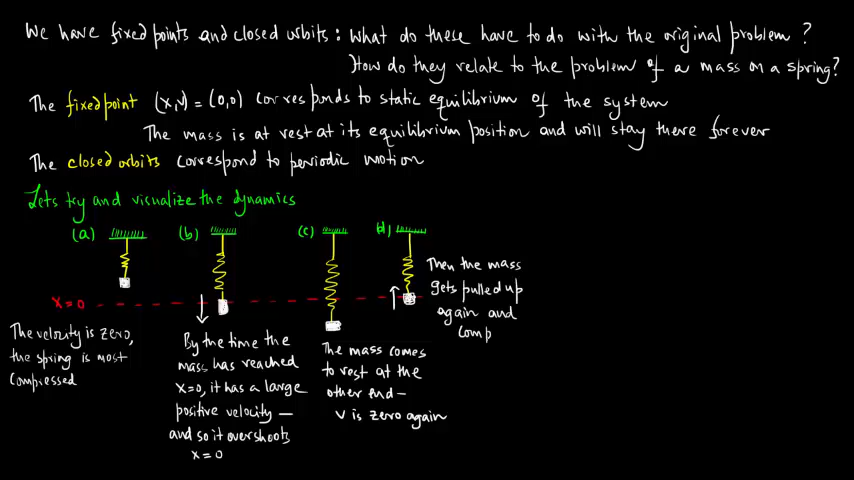 We have fixed points and closed orbits: What do these have to do with the original problem?
How do they relate to the problem of a mass on a spring?
The fixed point (x,v) = (0,0) corresponds to static equilibrium of the system
The mass is at rest at its equilibrium position and will stay there forever
The closed orbits correspond to periodic motion
Lets try and visualize the dynamics
(a) (b) (c) (d)
x=0
The velocity is zero,
the spring is most
compressed
By the time the
mass has reached
x=0, it has a large
positive velocity —
and so it overshoots
x=0
The mass comes
to rest at the
other end —
v is zero again
Then the mass
gets pulled up
again and
comp